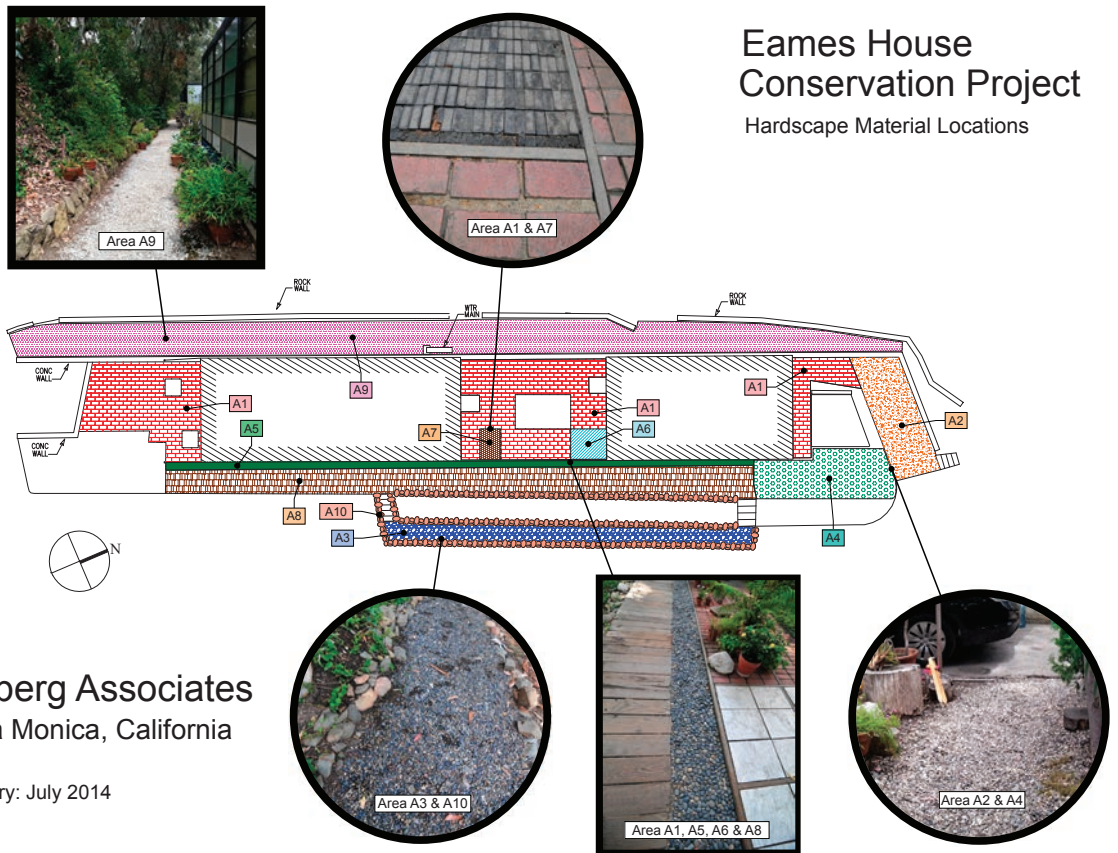 Eames House
Conservation Project
Hardscape Material Locations
Area A9
Area A1 & A7
ROCK
WALL
WTR
MAIN
ROCK
WALL
CONC
WALL
A9
A1
A1
A1
A2
A5
A7
A6
CONC
WALL
A8
A10
A3
A4
N
berg Associates
Monica, California
July 2014
Area A3 & A10
Area A1, A5, A6 & A8
Area A2 & A4